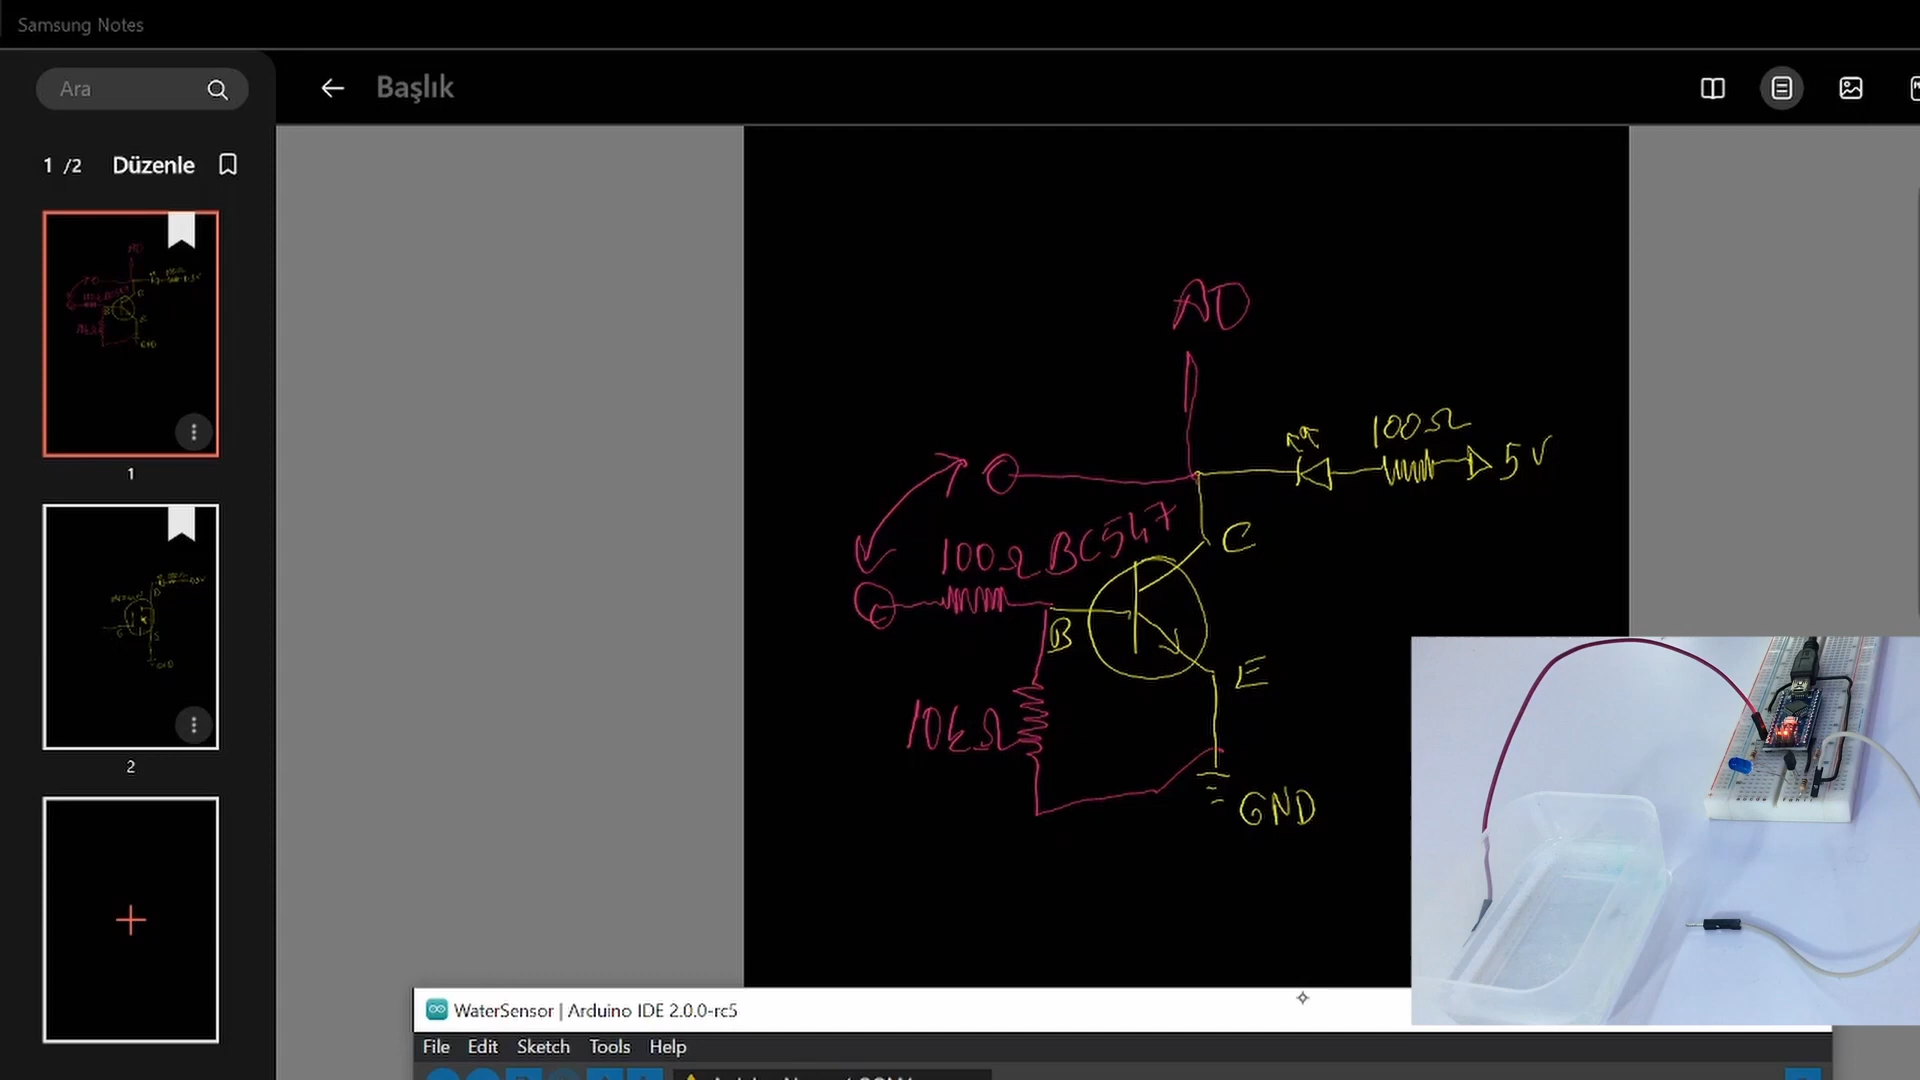 Samsung Notes
Ara
Başlık
1 /2
Düzenle
1
2
A0
100Ω
5V
100Ω BC547
C
B
E
10kΩ
GND
WaterSensor | Arduino IDE 2.0.0-rc5
File Edit Sketch Tools Help